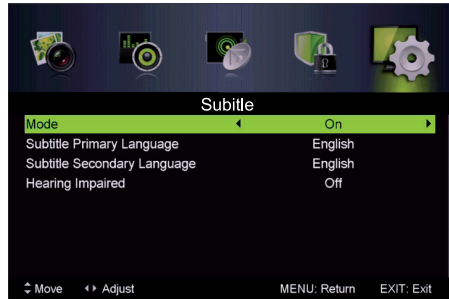 Subitle
Mode On
Subtitle Primary Language English
Subtitle Secondary Language English
Hearing Impaired Off
Move Adjust MENU: Return EXIT: Exit